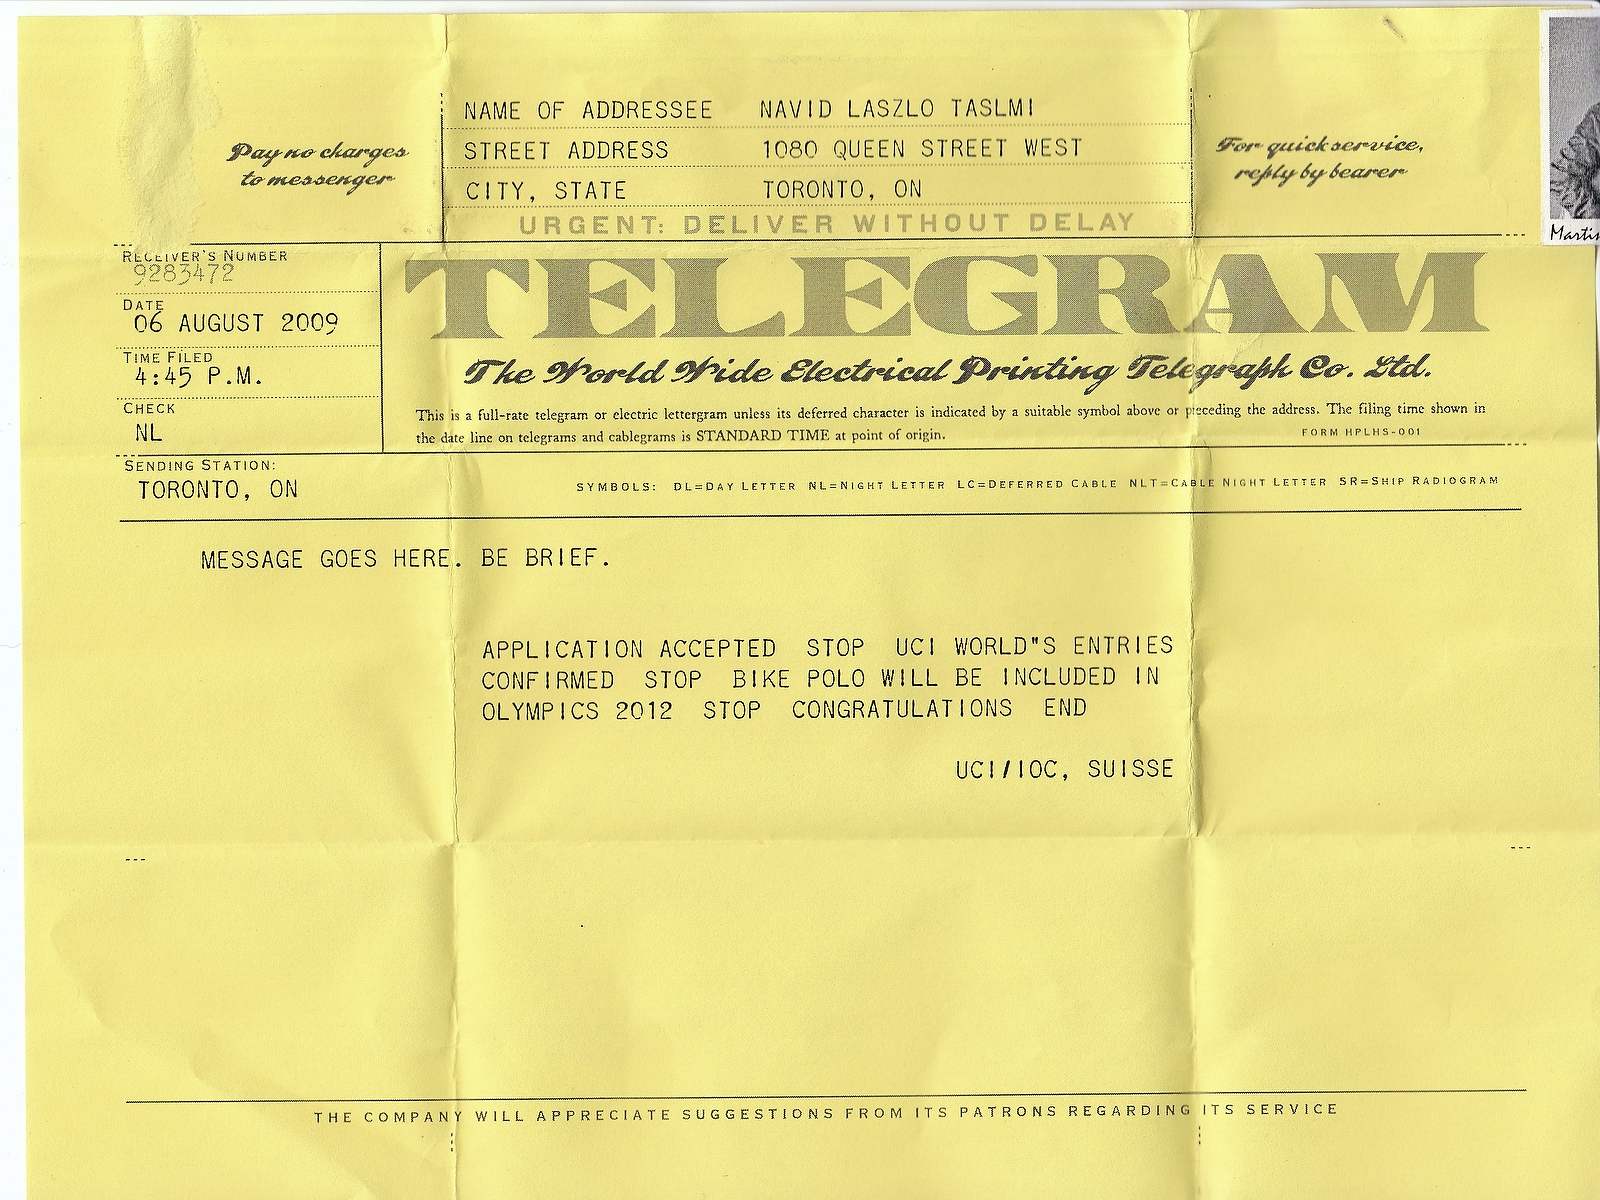 NAME OF ADDRESSEE NAVID LASZLO TASLMI
STREET ADDRESS 1080 QUEEN STREET WEST
CITY, STATE TORONTO, ON
Pay no charges
to messenger
For quick service,
reply by bearer
URGENT: DELIVER WITHOUT DELAY
RECEIVER'S NUMBER
9283472
DATE
06 AUGUST 2009
TIME FILED
4:45 P.M.
CHECK
NL
TELEGRAM
The World Wide Electrical Printing Telegraph Co. Ltd.
This is a full-rate telegram or electric lettergram unless its deferred character is indicated by a suitable symbol above or preceding the address. The filing time shown in
the date line on telegrams and cablegrams is STANDARD TIME at point of origin.
FORM HPLHS-001
SENDING STATION:
TORONTO, ON
SYMBOLS: DL=DAY LETTER NL=NIGHT LETTER LC=DEFERRED CABLE NLT=CABLE NIGHT LETTER SR=SHIP RADIOGRAM
MESSAGE GOES HERE. BE BRIEF.
APPLICATION ACCEPTED STOP UCI WORLD"S ENTRIES
CONFIRMED STOP BIKE POLO WILL BE INCLUDED IN
OLYMPICS 2012 STOP CONGRATULATIONS END
UCI/IOC, SUISSE
THE COMPANY WILL APPRECIATE SUGGESTIONS FROM ITS PATRONS REGARDING ITS SERVICE